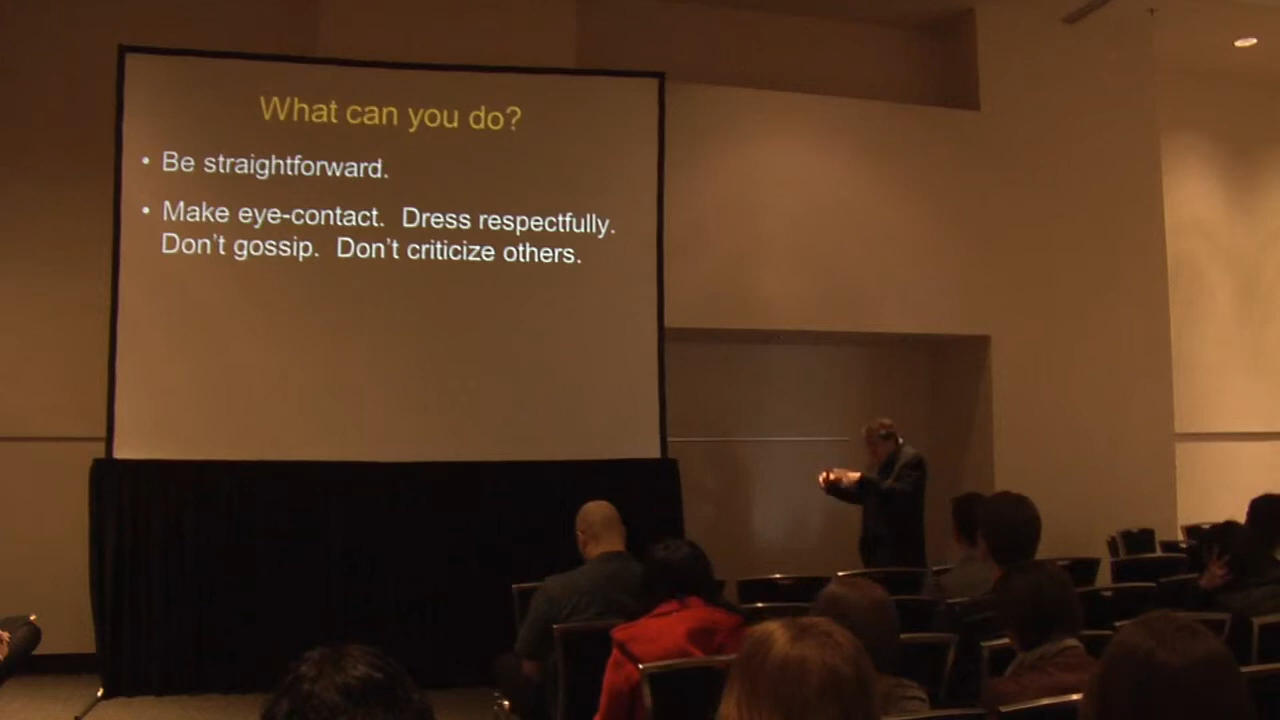 What can you do?
• Be straightforward.
• Make eye-contact. Dress respectfully.
Don't gossip. Don't criticize others.